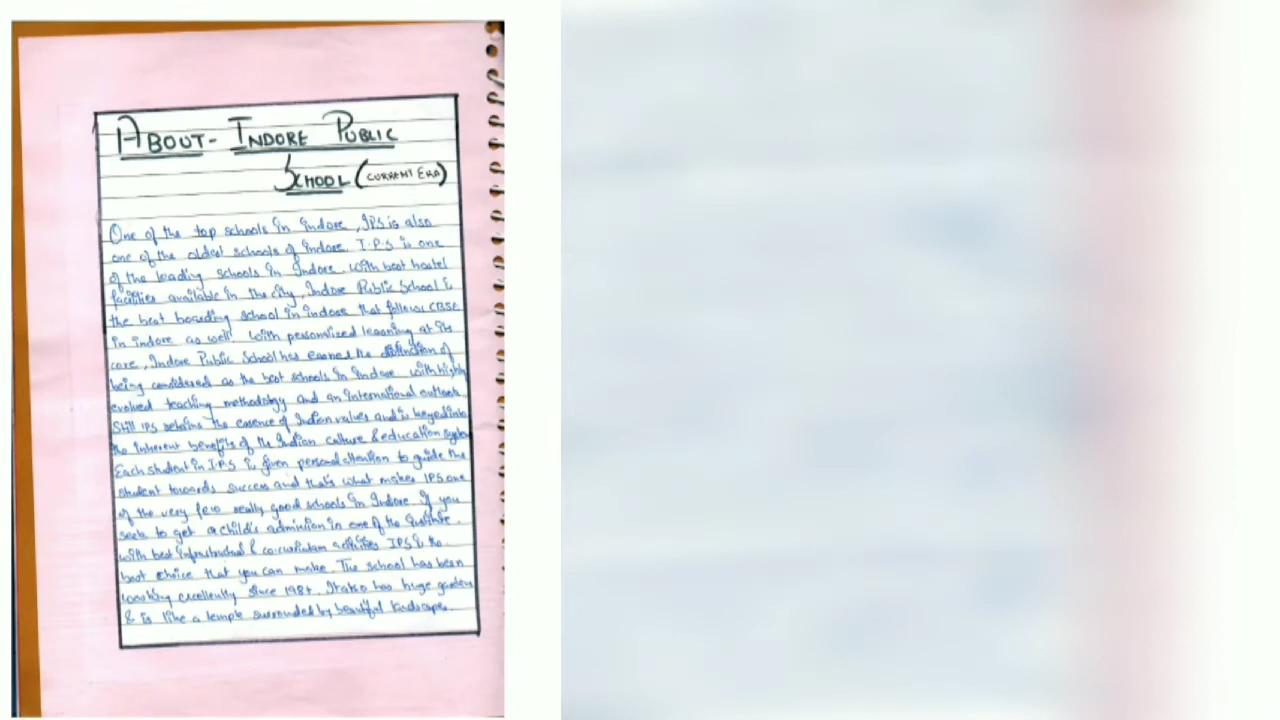 ABOUT- INDORE PUBLIC
SCHOOL (CURRENT ERA)
One of the top schools in Indore, IPS is also
one of the oldest schools of Indore. I.P.S is one
of the leading schools in Indore. With best hostel
facilities available in the city, Indore Public School is
the best boarding school in indore that follows CBSE
in indore as well. With personalized learning at its
core, Indore Public School has earned the distinction of
being considered as the best schools in Indore with highly
evolved teaching methodology and an International outlook
Still IPS retains the essence of Indian values and is keyed into
the inherent benefits of the Indian culture & education system
Each student in I.P.S is given personal attention to guide the
student towards success and that's what makes IPS one
of the very few really good schools in Indore If you
seek to get a child's admission in one of the Institute.
with best infrastructural & co-curriculam activities IPS is the
best choice that you can make. The school has been
working excellently since 1987. It also has huge gardens
& is like a temple surrounded by beautiful landscapes.